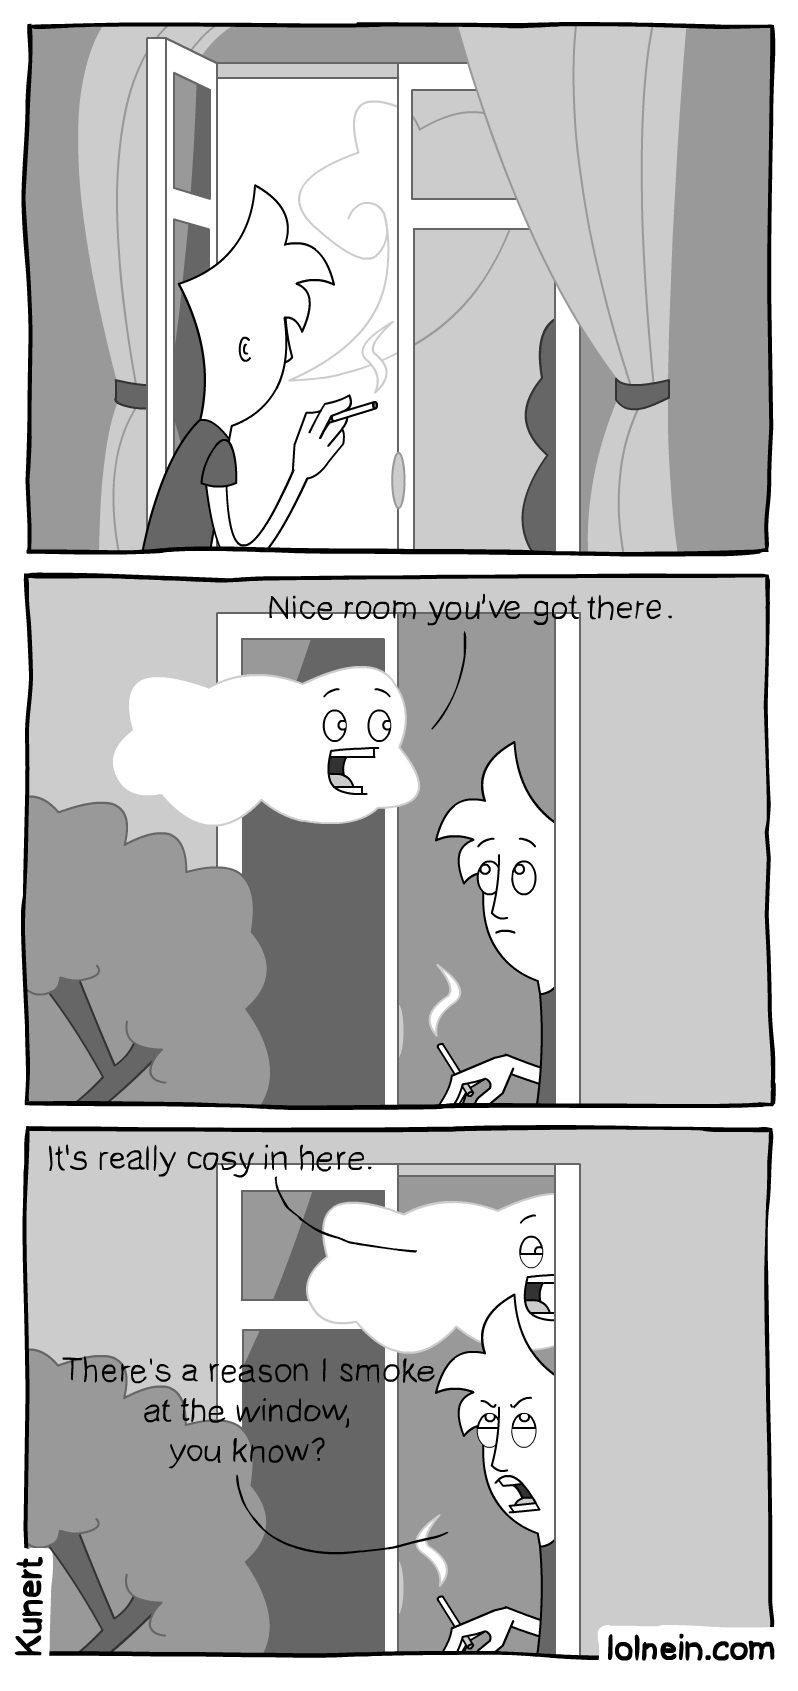 Nice room you've got there.
It's really cosy in here.
There's a reason I smoke
at the window,
you know?
Kunert
lolnein.com